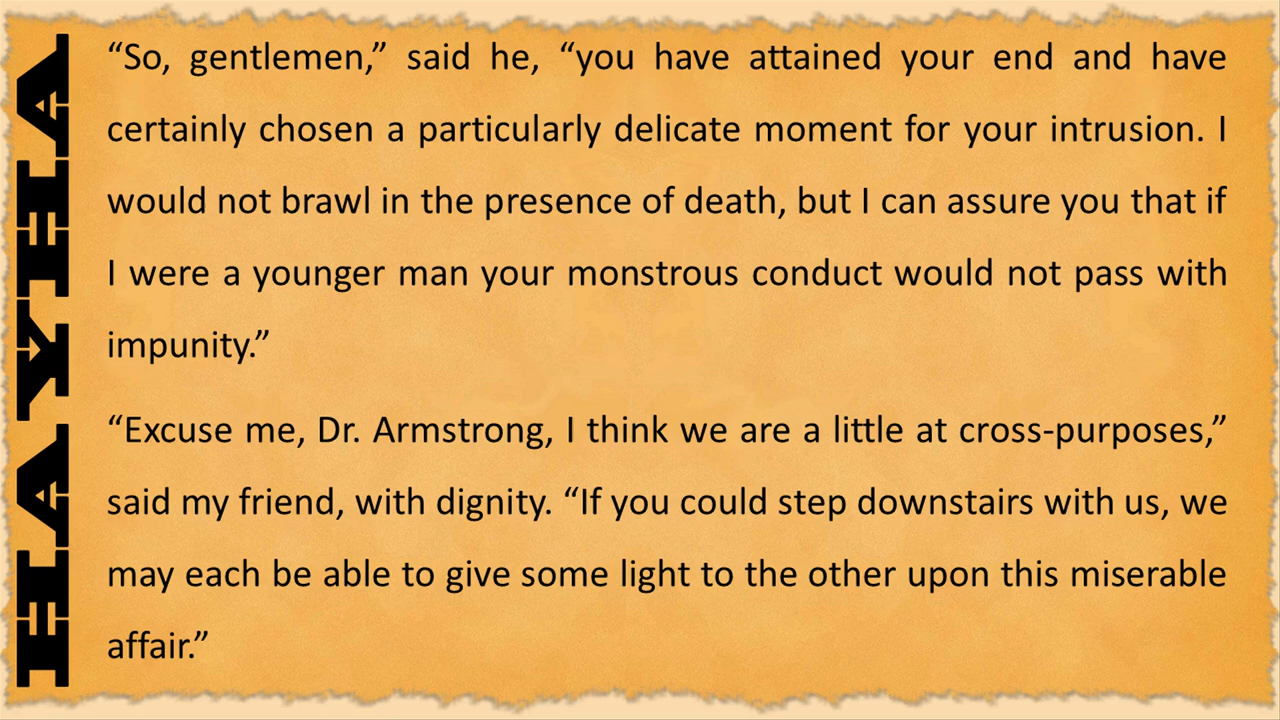 HAYHA
“So, gentlemen,” said he, “you have attained your end and have
certainly chosen a particularly delicate moment for your intrusion. I
would not brawl in the presence of death, but I can assure you that if
I were a younger man your monstrous conduct would not pass with
impunity.”
“Excuse me, Dr. Armstrong, I think we are a little at cross-purposes,”
said my friend, with dignity. “If you could step downstairs with us, we
may each be able to give some light to the other upon this miserable
affair.”